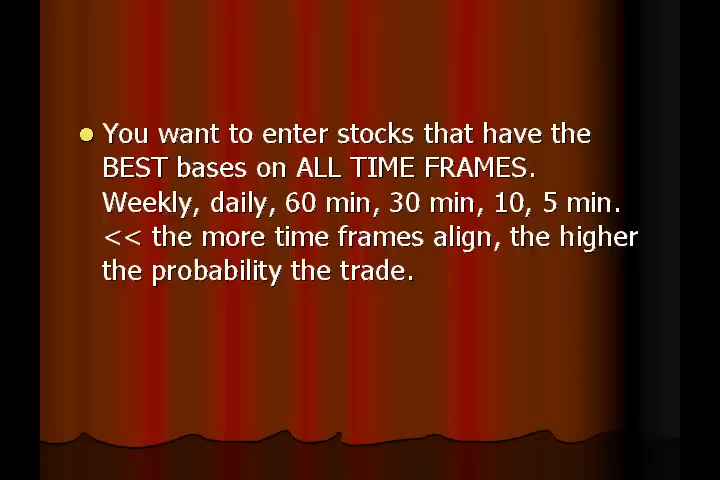 You want to enter stocks that have the
BEST bases on ALL TIME FRAMES.
Weekly, daily, 60 min, 30 min, 10, 5 min.
<< the more time frames align, the higher
the probability the trade.